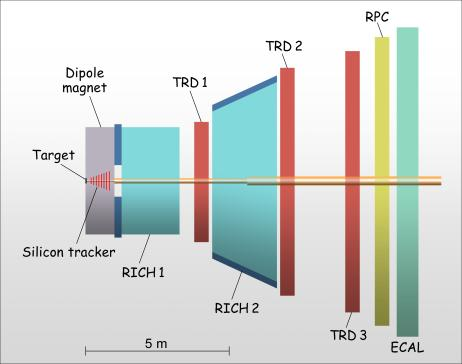 RPC
TRD 2
Dipole
magnet
TRD 1
Target
Silicon tracker
RICH 1
RICH 2
TRD 3
ECAL
5 m